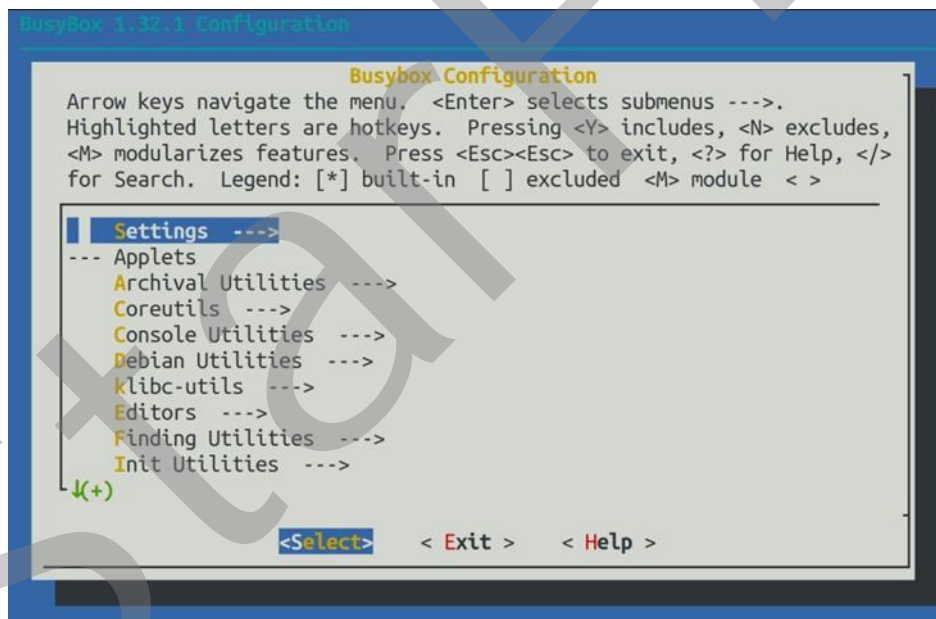 BusyBox 1.32.1 Configuration
Busybox Configuration
Arrow keys navigate the menu. <Enter> selects submenus --->.
Highlighted letters are hotkeys. Pressing <Y> includes, <N> excludes,
<M> modularizes features. Press <Esc><Esc> to exit, <?> for Help, </>
for Search. Legend: [*] built-in [ ] excluded <M> module < >
Settings --->
--- Applets
Archival Utilities --->
Coreutils --->
Console Utilities --->
Debian Utilities --->
klibc-utils --->
Editors --->
Finding Utilities --->
Init Utilities --->
↓(+)
<Select> < Exit > < Help >